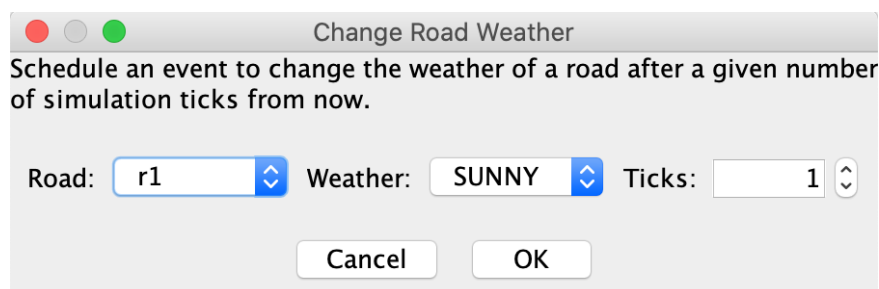 Change Road Weather
Schedule an event to change the weather of a road after a given number
of simulation ticks from now.
Road: r1 Weather: SUNNY Ticks: 1
Cancel OK